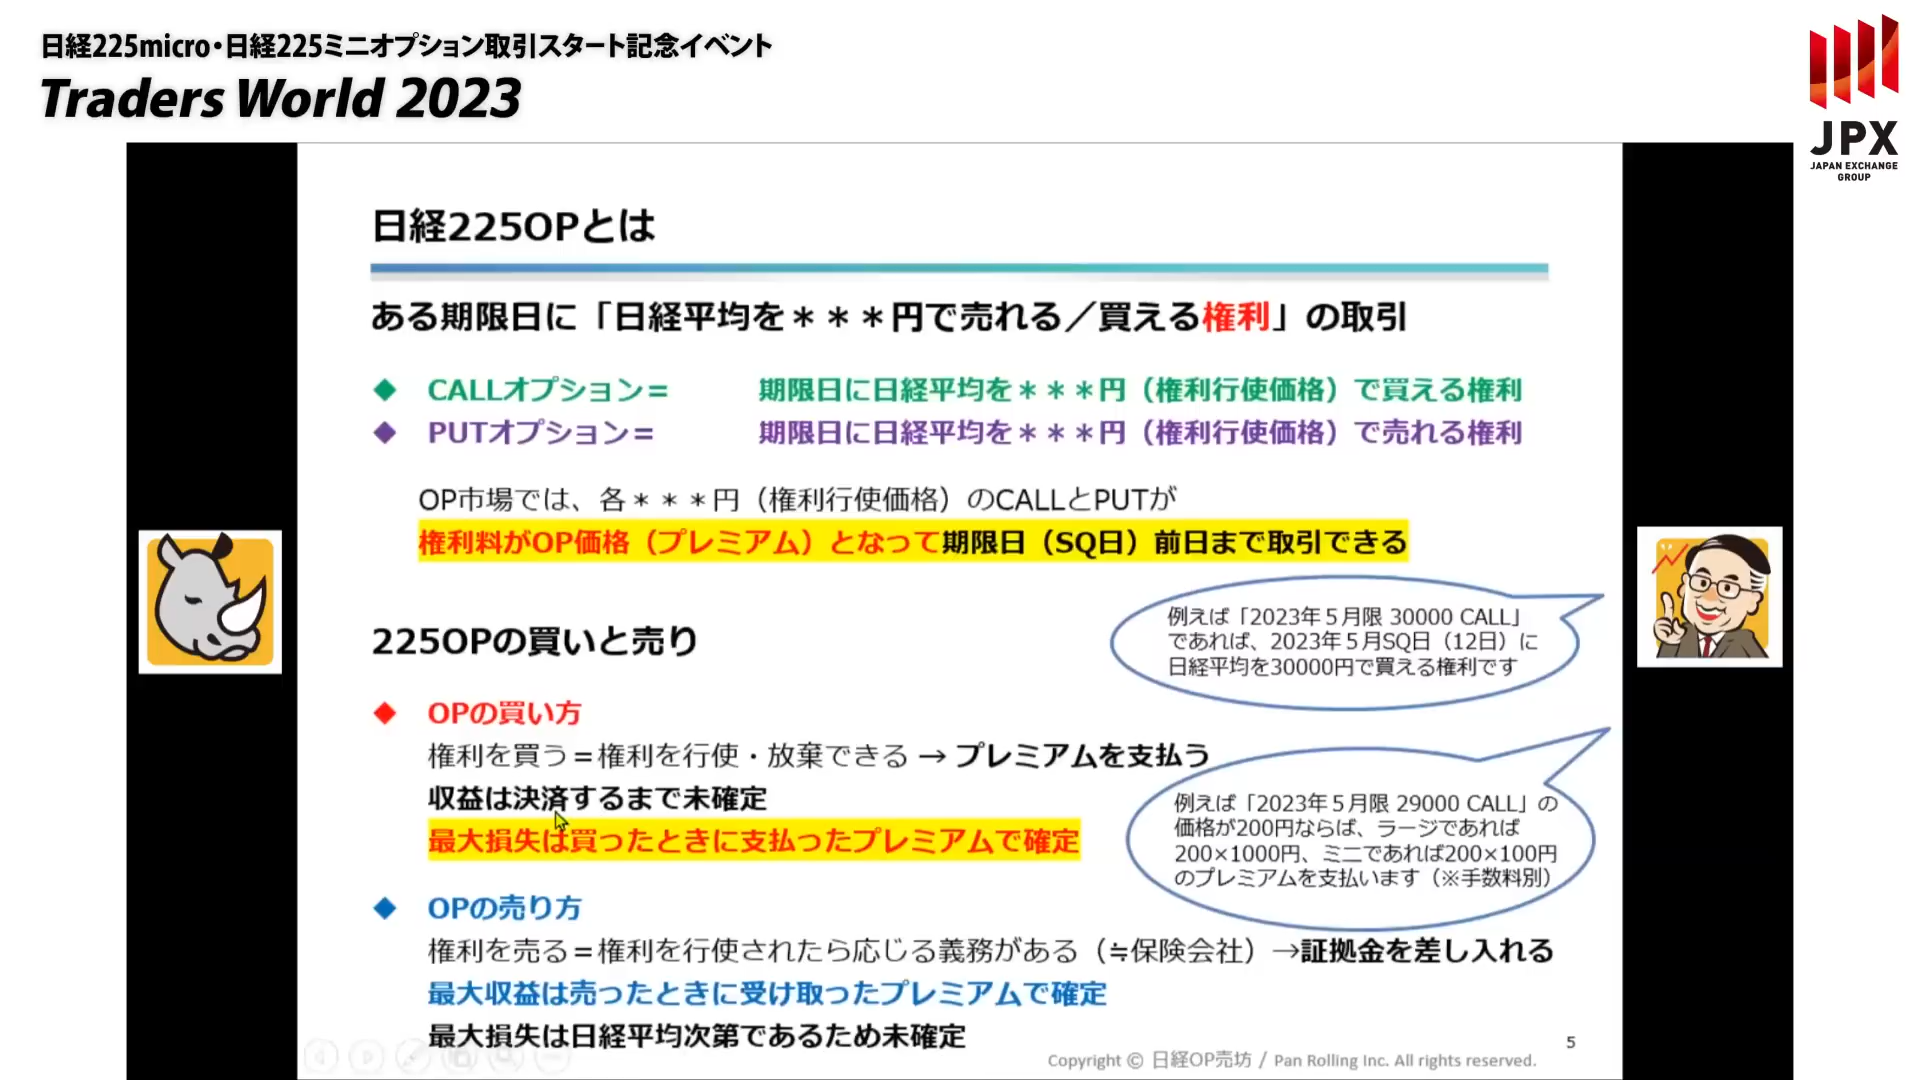 日経225micro・日経225ミニオプション取引スタート記念イベント
Traders World 2023
JPX
JAPAN EXCHANGE
GROUP
日経225OPとは
ある期限日に「日経平均を＊＊＊円で売れる／買える権利」の取引
◆ CALLオプション＝ 期限日に日経平均を＊＊＊円（権利行使価格）で買える権利
◆ PUTオプション＝ 期限日に日経平均を＊＊＊円（権利行使価格）で売れる権利
OP市場では、各＊＊＊円（権利行使価格）のCALLとPUTが
権利料がOP価格（プレミアム）となって期限日（SQ日）前日まで取引できる
例えば「2023年５月限 30000 CALL」
であれば、2023年５月SQ日（12日）に
日経平均を30000円で買える権利です
225OPの買いと売り
◆ OPの買い方
権利を買う＝権利を行使・放棄できる → プレミアムを支払う
収益は決済するまで未確定
最大損失は買ったときに支払ったプレミアムで確定
例えば「2023年５月限 29000 CALL」の
価格が200円ならば、ラージであれば
200×1000円、ミニであれば200×100円
のプレミアムを支払います（※手数料別）
◆ OPの売り方
権利を売る＝権利を行使されたら応じる義務がある（≒保険会社）→証拠金を差し入れる
最大収益は売ったときに受け取ったプレミアムで確定
最大損失は日経平均次第であるため未確定
5
Copyright © 日経OP売坊 / Pan Rolling Inc. All rights reserved.